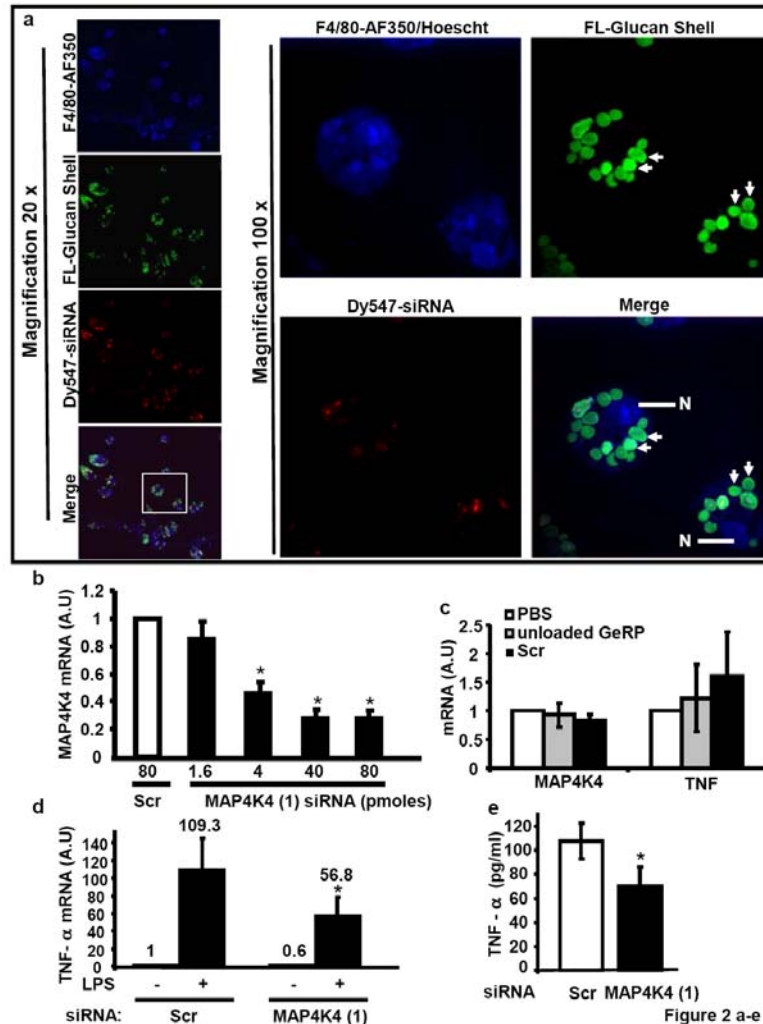 a
Magnification 20 x
F4/80-AF350
FL-Glucan Shell
Dy547-siRNA
Merge
Magnification 100 x
F4/80-AF350/Hoescht
FL-Glucan Shell
Dy547-siRNA
Merge
N
N
b
MAP4K4 mRNA (A.U)
1.2
1
0.8
0.6
0.4
0.2
0
*
*
*
80
1.6
4
40
80
Scr
MAP4K4 (1) siRNA (pmoles)
c
PBS
unloaded GeRP
Scr
mRNA (A.U)
2.5
2
1.5
1
0.5
0
MAP4K4
TNF
d
TNF- α mRNA (A.U)
140
120
100
80
60
40
20
0
1
109.3
0.6
56.8
*
LPS
-
+
-
+
siRNA:
Scr
MAP4K4 (1)
e
TNF - α (pg/ml)
120
100
80
60
40
20
0
*
siRNA
Scr
MAP4K4 (1)
Figure 2 a-e